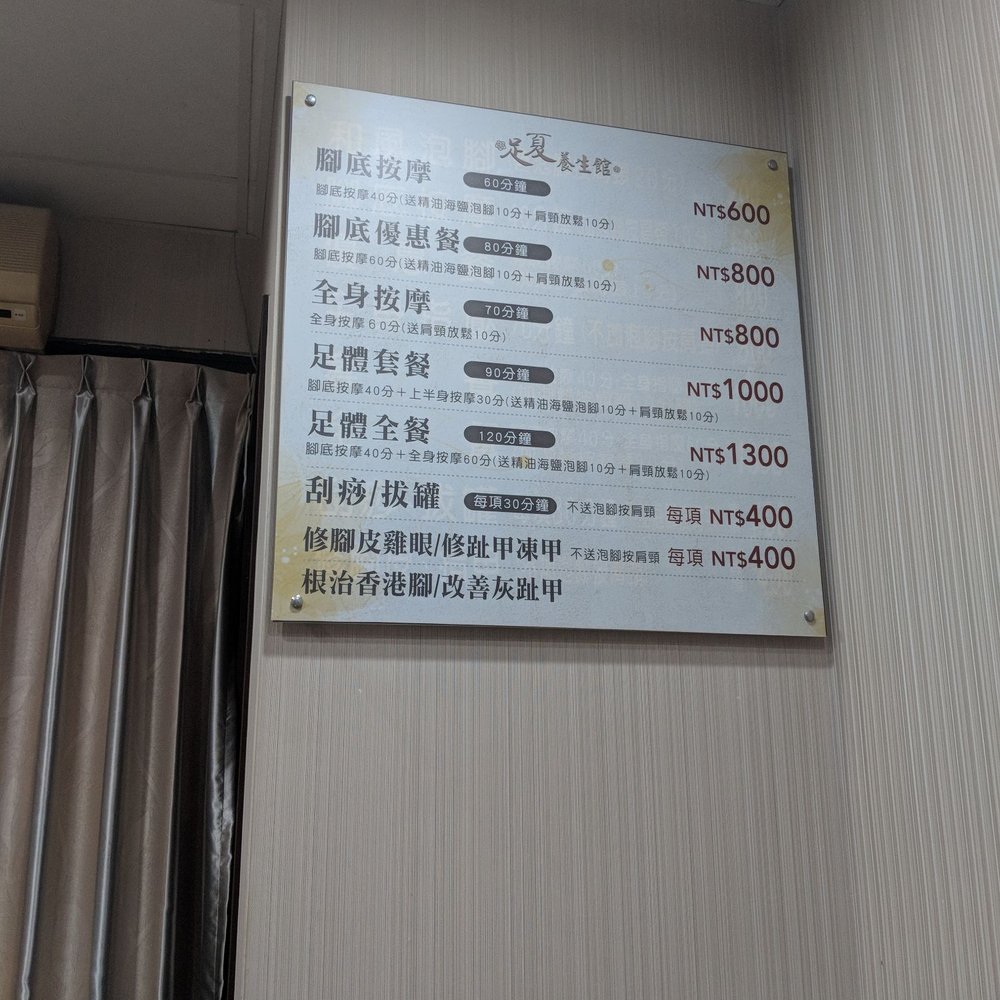 足夏養生館
腳底按摩 60分鐘 NT$600
腳底按摩40分(送精油海鹽泡腳10分＋肩頸放鬆10分)
腳底優惠餐 80分鐘 NT$800
腳底按摩60分(送精油海鹽泡腳10分＋肩頸放鬆10分)
全身按摩 70分鐘 NT$800
全身按摩60分(送肩頸放鬆10分)
足體套餐 90分鐘 NT$1000
腳底按摩40分＋上半身按摩30分(送精油海鹽泡腳10分＋肩頸放鬆10分)
足體全餐 120分鐘 NT$1300
腳底按摩40分＋全身按摩60分(送精油海鹽泡腳10分＋肩頸放鬆10分)
刮痧/拔罐 每項30分鐘 不送泡腳按肩頸 每項 NT$400
修腳皮雞眼/修趾甲凍甲 不送泡腳按肩頸 每項 NT$400
根治香港腳/改善灰趾甲